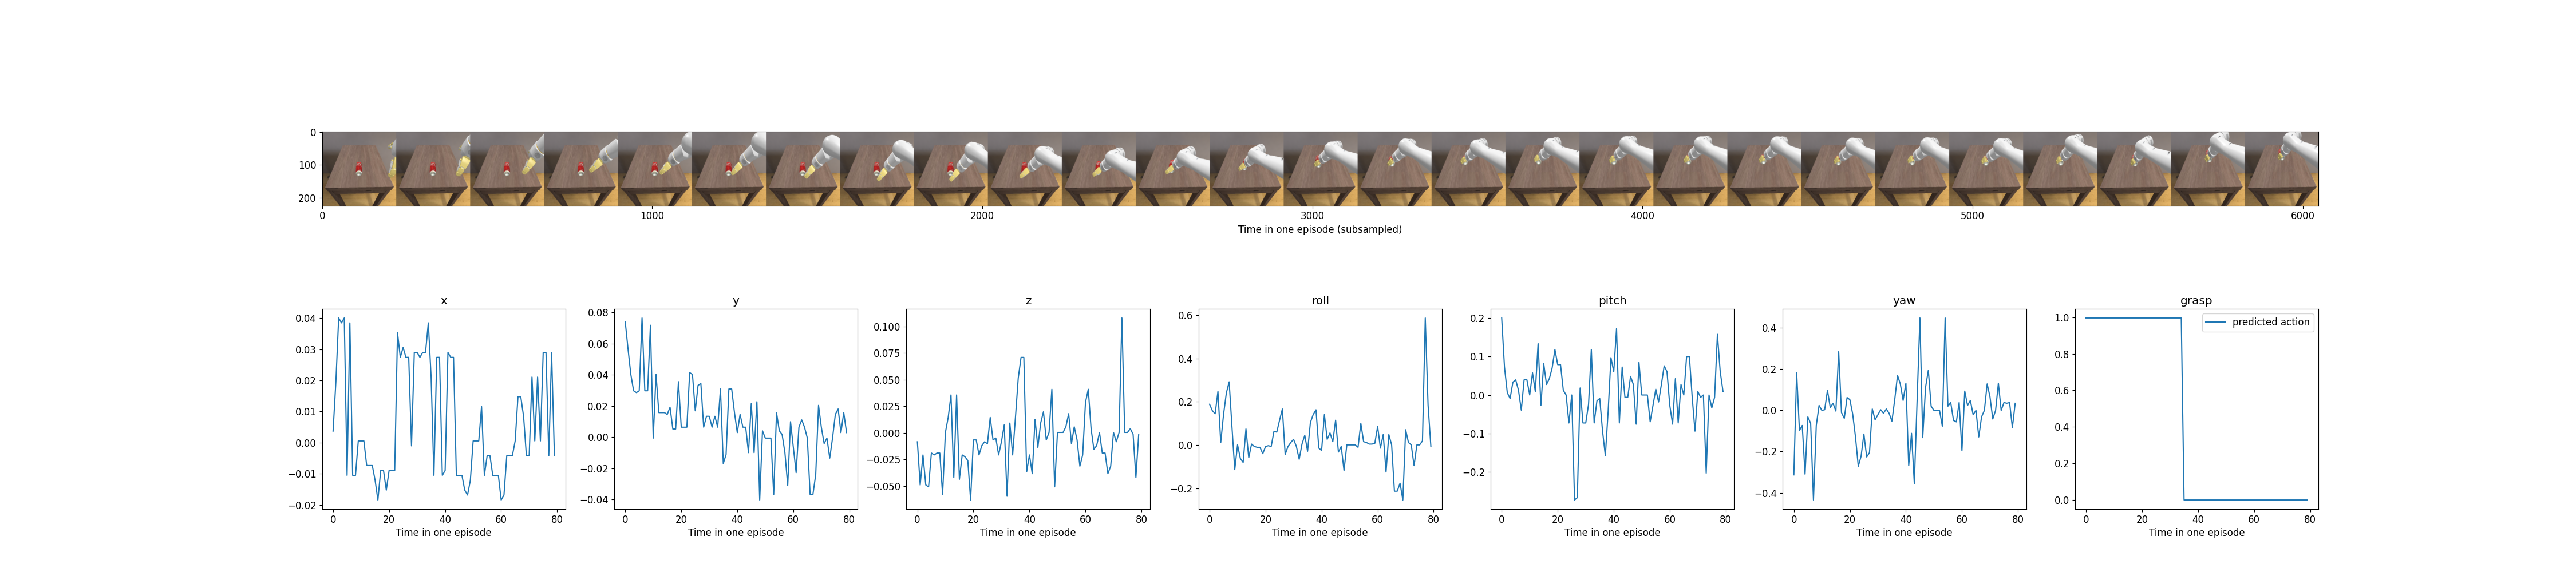 0
100
200
0 1000 2000 3000 4000 5000 6000
Time in one episode (subsampled)
x
0.04
0.03
0.02
0.01
0.00
−0.01
−0.02
0 20 40 60 80
Time in one episode
y
0.08
0.06
0.04
0.02
0.00
−0.02
−0.04
0 20 40 60 80
Time in one episode
z
0.100
0.075
0.050
0.025
0.000
−0.025
−0.050
0 20 40 60 80
Time in one episode
roll
0.6
0.4
0.2
0.0
−0.2
0 20 40 60 80
Time in one episode
pitch
0.2
0.1
0.0
−0.1
−0.2
0 20 40 60 80
Time in one episode
yaw
0.4
0.2
0.0
−0.2
−0.4
0 20 40 60 80
Time in one episode
grasp
predicted action
1.0
0.8
0.6
0.4
0.2
0.0
0 20 40 60 80
Time in one episode